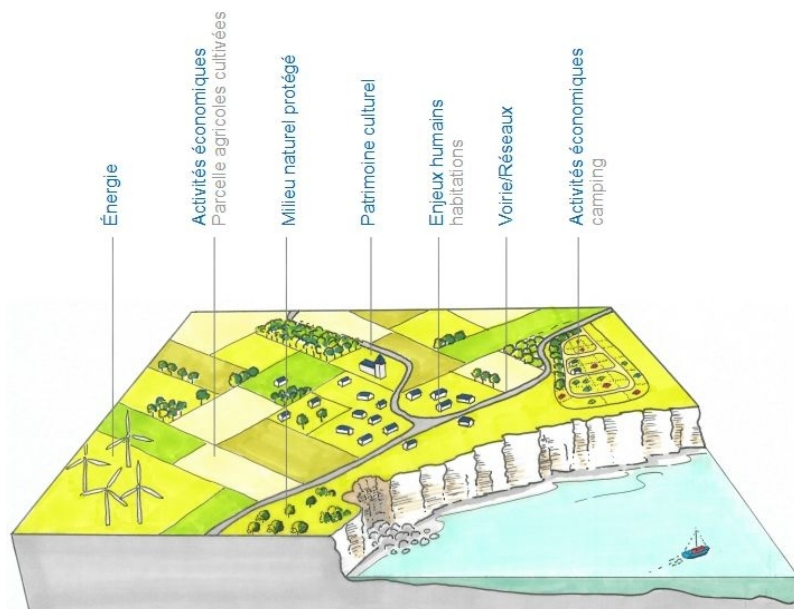 Énergie
Activités économiques
Parcelle agricoles cultivées
Milieu naturel protégé
Patrimoine culturel
Enjeux humains
habitations
Voirie/Réseaux
Activités économiques
camping